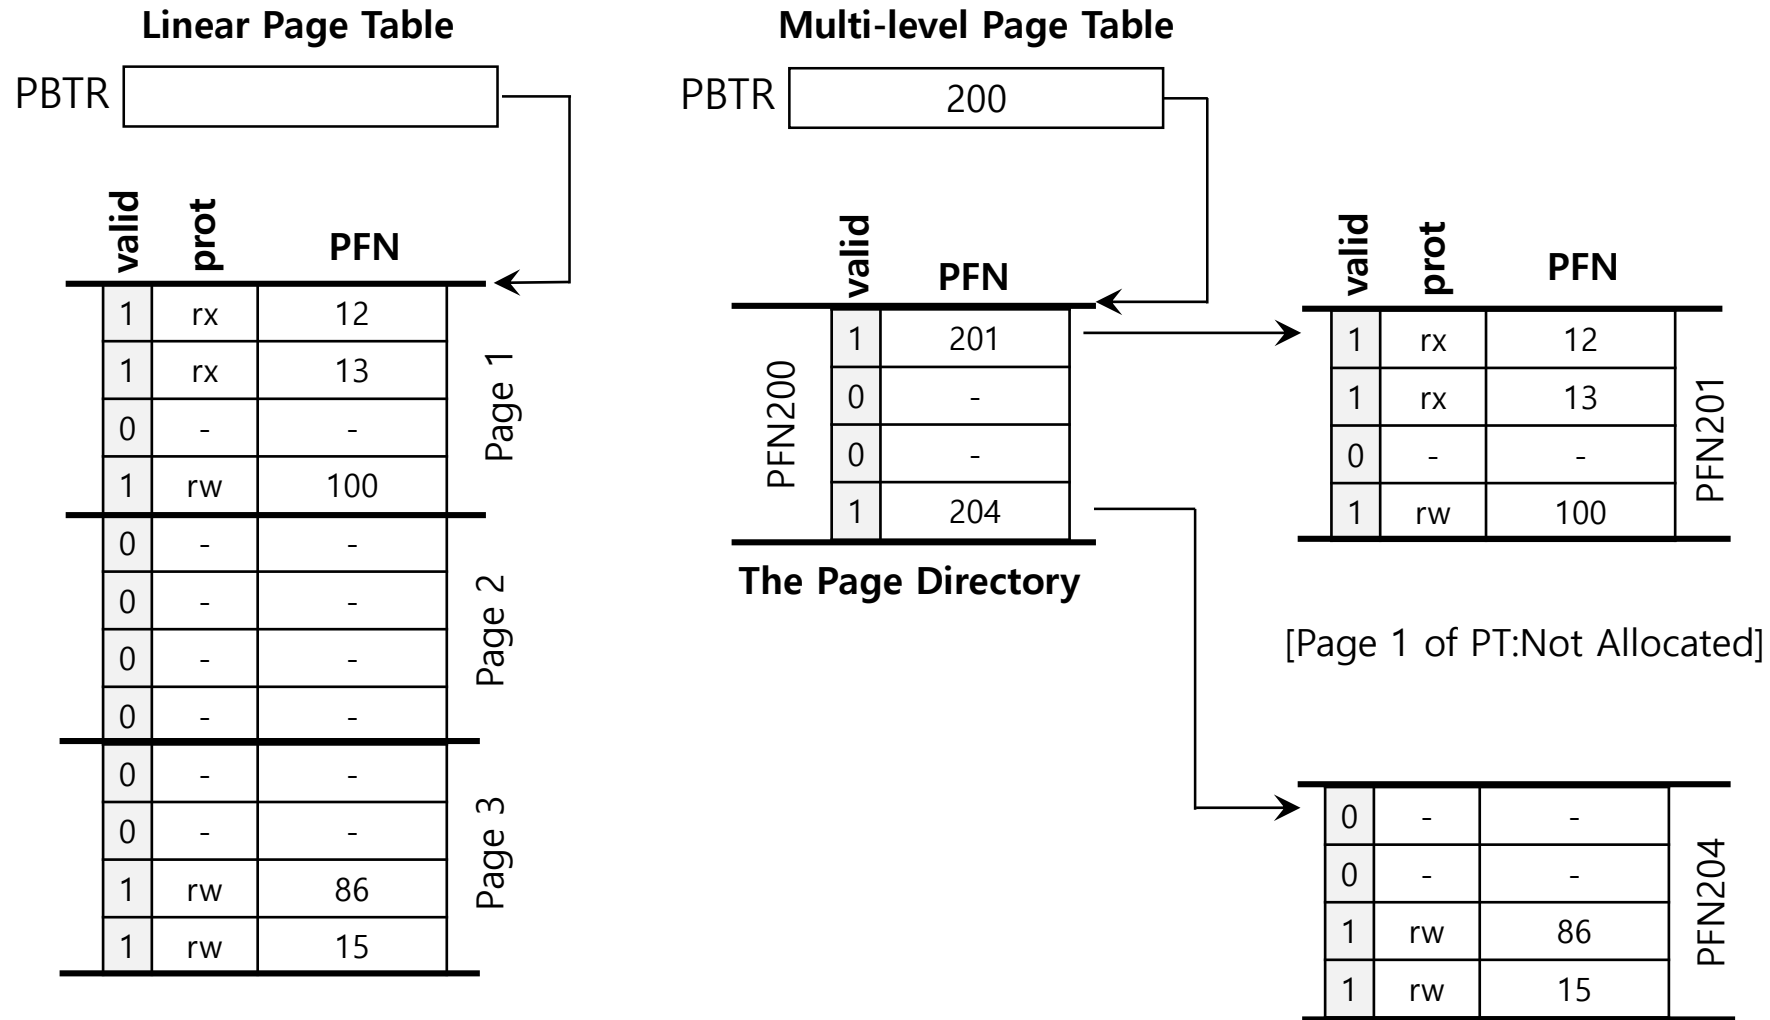 Linear Page Table
PBTR
valid prot PFN
1 rx 12
1 rx 13
0 - -
1 rw 100
Page 1
0 - -
0 - -
0 - -
0 - -
Page 2
0 - -
0 - -
1 rw 86
1 rw 15
Page 3
Multi-level Page Table
PBTR 200
valid PFN
PFN200
1 201
0 -
0 -
1 204
The Page Directory
valid prot PFN
1 rx 12
1 rx 13
0 - -
1 rw 100
PFN201
[Page 1 of PT:Not Allocated]
0 - -
0 - -
1 rw 86
1 rw 15
PFN204